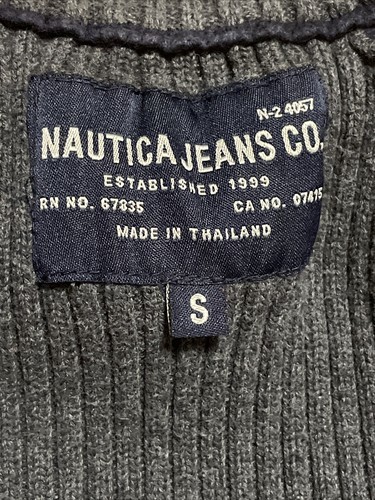 N-2 4057
NAUTICA JEANS CO.
ESTABLISHED 1999
RN NO. 67835 CA NO. 07415
MADE IN THAILAND
S